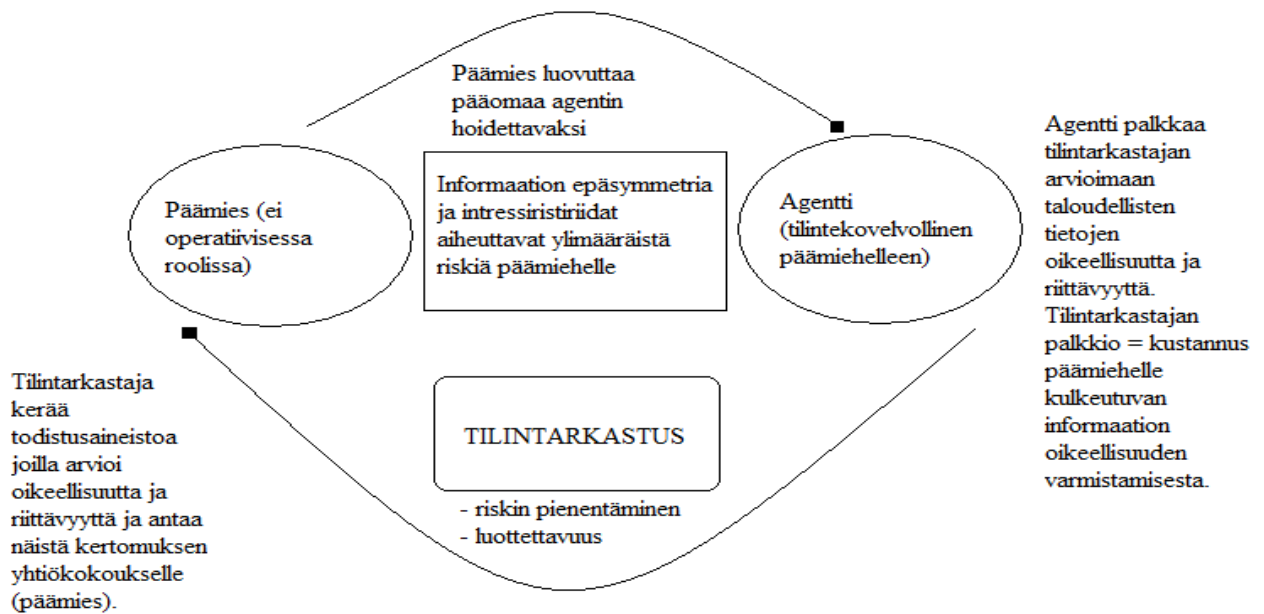 Päämies luovuttaa
pääomaa agentin
hoidettavaksi
Päämies (ei
operatiivisessa
roolissa)
Informaation epäsymmetria
ja intressiristiriidat
aiheuttavat ylimääräistä
riskiä päämiehelle
Agentti
(tilintekovelvollinen
päämiehelleen)
Agentti palkkaa
tilintarkastajan
arvioimaan
taloudellisten
tietojen
oikeellisuutta ja
riittävyyttä.
Tilintarkastajan
palkkio = kustannus
päämiehelle
kulkeutuvan
informaation
oikeellisuuden
varmistamisesta.
Tilintarkastaja
kerää
todistusaineistoa
joilla arvioi
oikeellisuutta ja
riittävyyttä ja antaa
näistä kertomuksen
yhtiökokoukselle
(päämies).
TILINTARKASTUS
- riskin pienentäminen
- luottettavuus